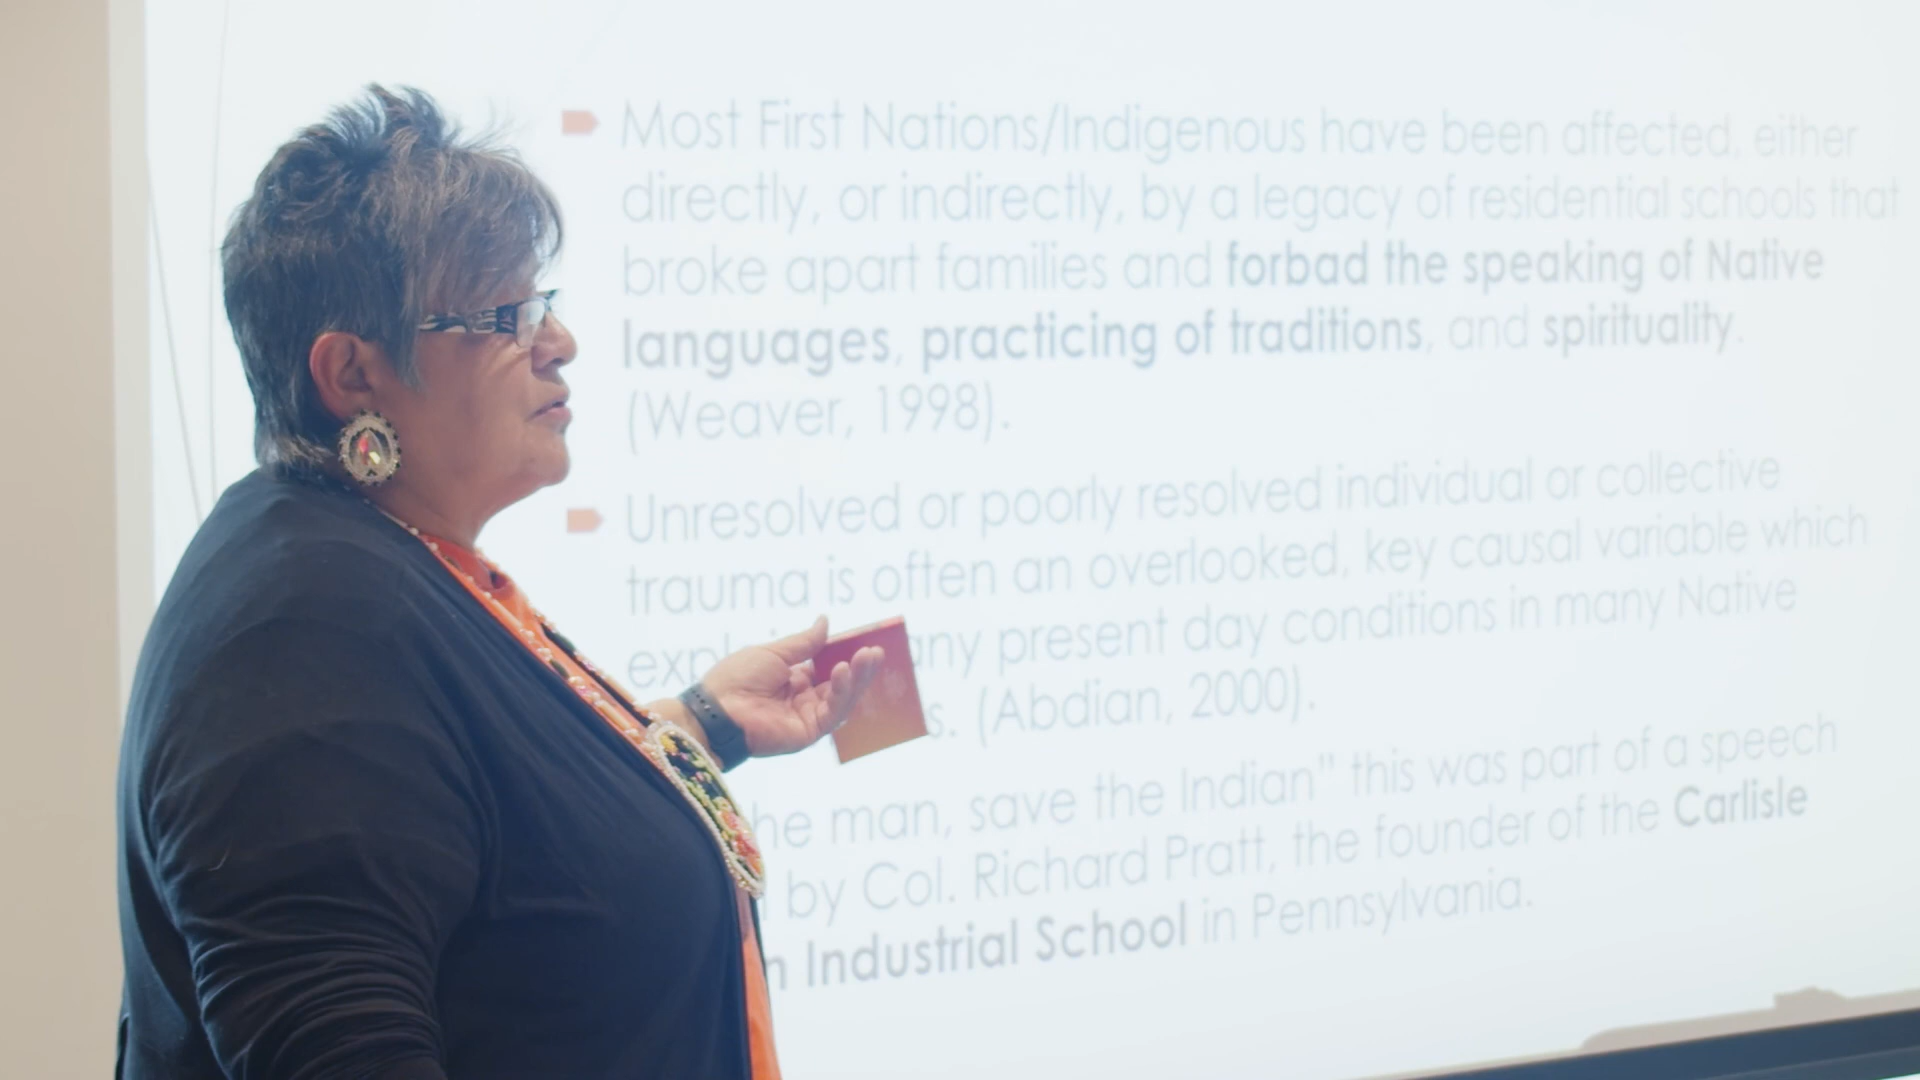 Most First Nations/Indigenous have been affected, either
directly, or indirectly, by a legacy of residential schools that
broke apart families and forbad the speaking of Native
languages, practicing of traditions, and spirituality.
(Weaver, 1998).
Unresolved or poorly resolved individual or collective
trauma is often an overlooked, key causal variable which
present day conditions in many Native
(Abdian, 2000).
man, save the Indian" this was part of a speech
by Col. Richard Pratt, the founder of the Carlisle
Industrial School in Pennsylvania.